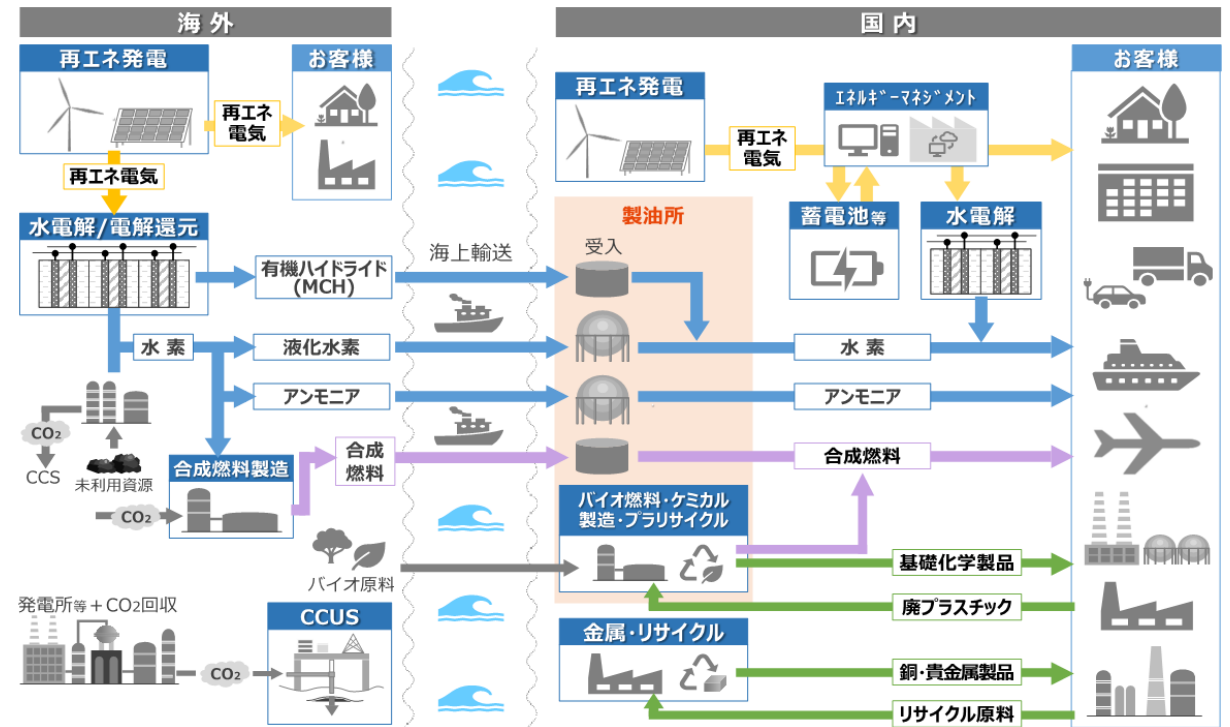 海外
国内
再エネ発電
お客様
再エネ
電気
再エネ電気
水電解/電解還元
有機ハイドライド
(MCH)
水素
液化水素
アンモニア
CO₂
CCS
未利用資源
合成燃料製造
CO₂
合成
燃料
バイオ原料
発電所等+CO₂回収
CO₂
CCUS
海上輸送
再エネ発電
再エネ
電気
エネルギーマネジメント
お客様
蓄電池等
水電解
製油所
受入
水素
アンモニア
合成燃料
バイオ燃料・ケミカル
製造・プラリサイクル
基礎化学製品
廃プラスチック
金属・リサイクル
銅・貴金属製品
リサイクル原料